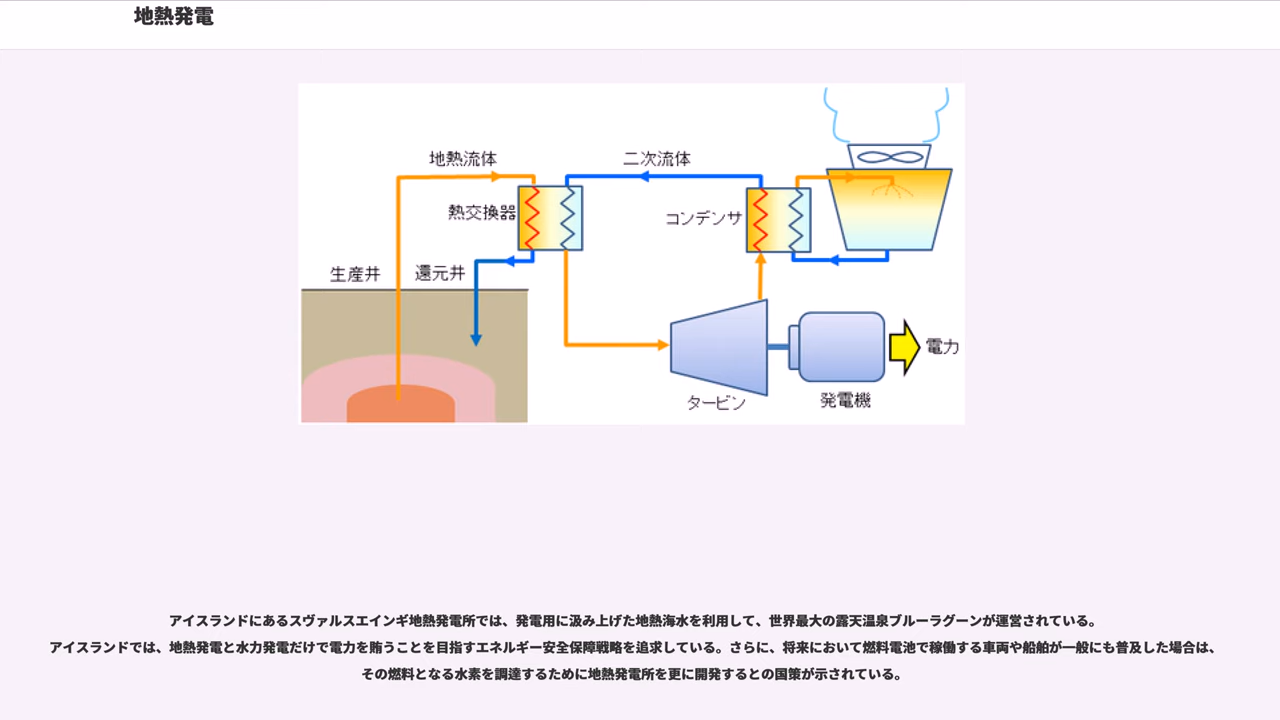 地熱発電
地熱流体
二次流体
熱交換器
コンデンサ
生産井
還元井
電力
タービン
発電機
アイスランドにあるスヴァルスエインギ地熱発電所では、発電用に汲み上げた地熱海水を利用して、世界最大の露天温泉ブルーラグーンが運営されている。
アイスランドでは、地熱発電と水力発電だけで電力を賄うことを目指すエネルギー安全保障戦略を追求している。さらに、将来において燃料電池で稼働する車両や船舶が一般にも普及した場合は、
その燃料となる水素を調達するために地熱発電所を更に開発するとの国策が示されている。